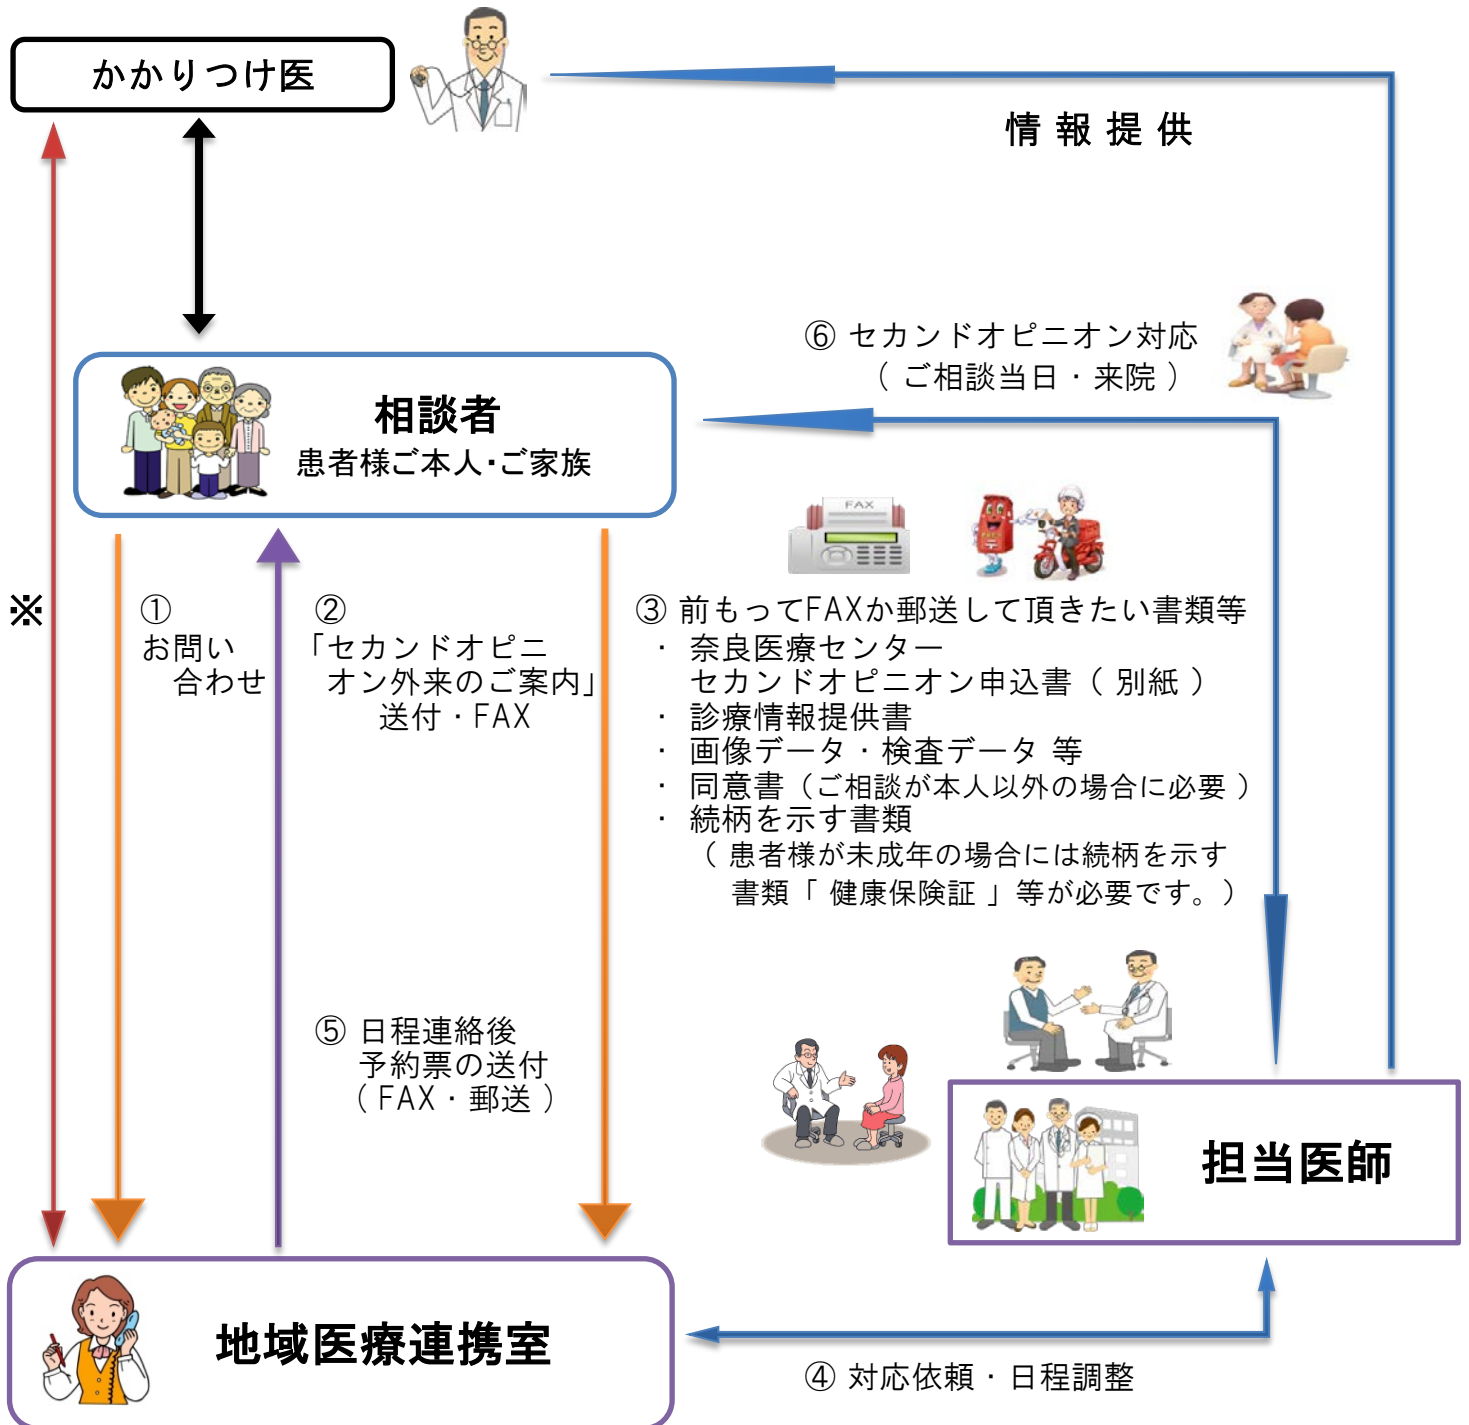 かかりつけ医
情報提供
⑥ セカンドオピニオン対応
（ご相談当日・来院）
相談者
患者様ご本人・ご家族
FAX
※
①
お問い
合わせ
②
「セカンドオピニ
オン外来のご案内」
送付・FAX
③ 前もってFAXか郵送して頂きたい書類等
・ 奈良医療センター
セカンドオピニオン申込書（別紙）
・ 診療情報提供書
・ 画像データ・検査データ 等
・ 同意書（ご相談が本人以外の場合に必要）
・ 続柄を示す書類
（患者様が未成年の場合には続柄を示す
書類「健康保険証」等が必要です。）
⑤ 日程連絡後
予約票の送付
（FAX・郵送）
担当医師
地域医療連携室
④ 対応依頼・日程調整